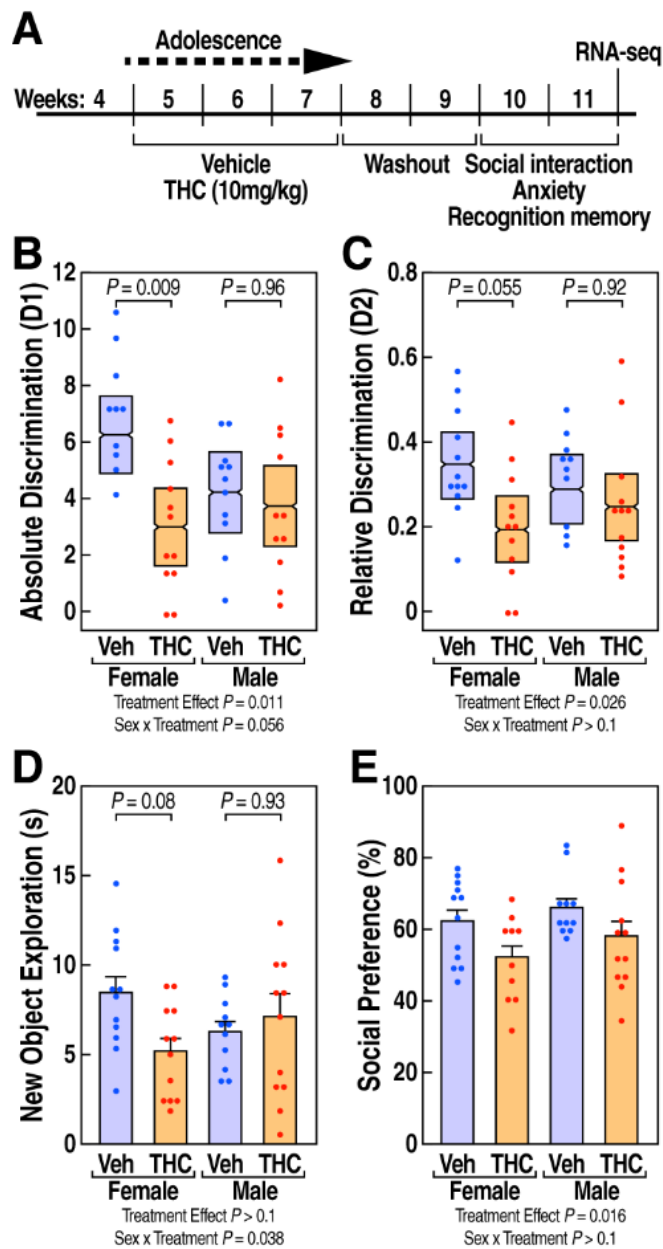 A
Adolescence
RNA-seq
Weeks: 4 5 6 7 8 9 10 11
Vehicle
THC (10mg/kg)
Washout
Social interaction
Anxiety
Recognition memory
B
Absolute Discrimination (D1)
12
10
8
6
4
2
0
P = 0.009
P = 0.96
Veh THC Veh THC
Female Male
Treatment Effect P = 0.011
Sex x Treatment P = 0.056
C
Relative Discrimination (D2)
0.8
0.6
0.4
0.2
0
P = 0.055
P = 0.92
Veh THC Veh THC
Female Male
Treatment Effect P = 0.026
Sex x Treatment P > 0.1
D
New Object Exploration (s)
20
15
10
5
0
P = 0.08
P = 0.93
Veh THC Veh THC
Female Male
Treatment Effect P > 0.1
Sex x Treatment P = 0.038
E
Social Preference (%)
100
80
60
40
20
0
Veh THC Veh THC
Female Male
Treatment Effect P = 0.016
Sex x Treatment P > 0.1